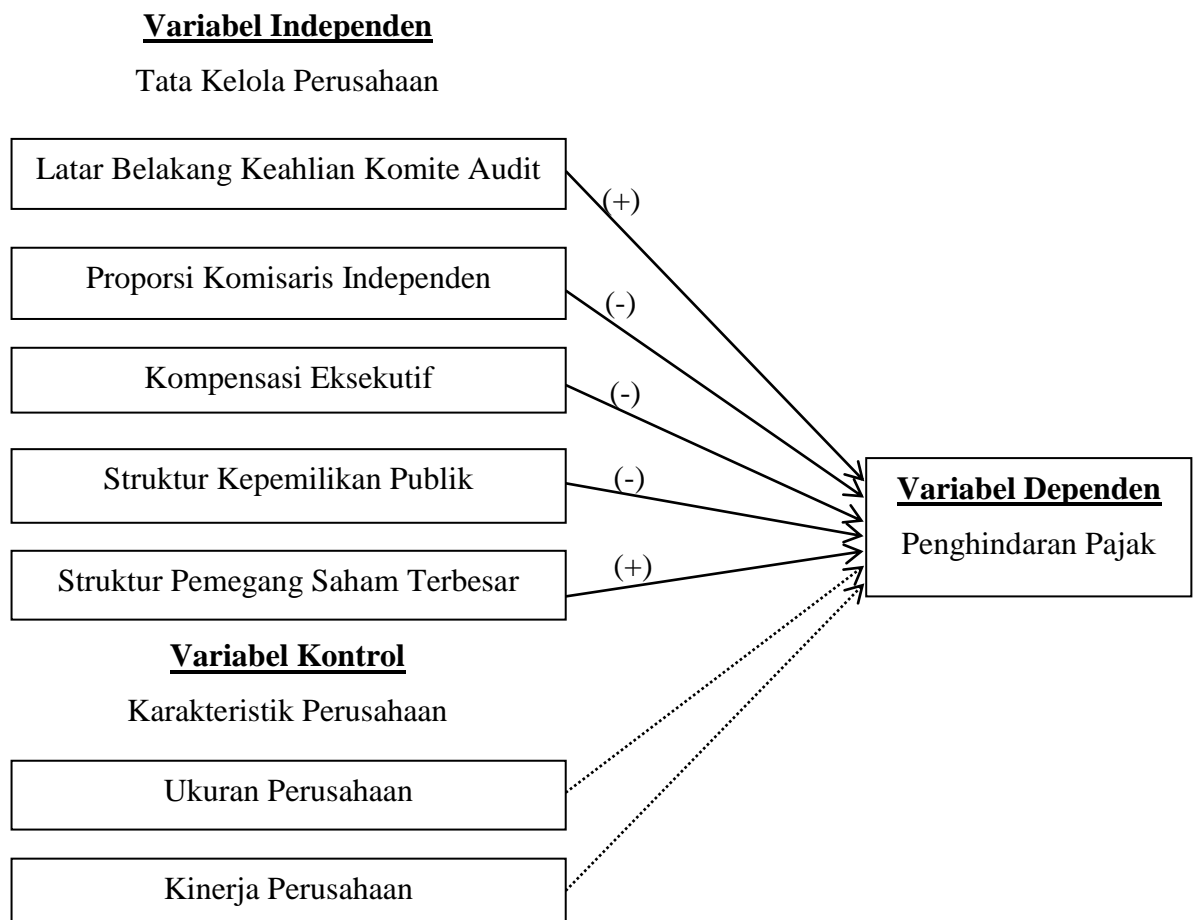 Variabel Independen
Tata Kelola Perusahaan
Latar Belakang Keahlian Komite Audit
(+)
Proporsi Komisaris Independen
(-)
Kompensasi Eksekutif
(-)
Struktur Kepemilikan Publik
(-)
Struktur Pemegang Saham Terbesar
(+)
Variabel Dependen
Penghindaran Pajak
Variabel Kontrol
Karakteristik Perusahaan
Ukuran Perusahaan
Kinerja Perusahaan